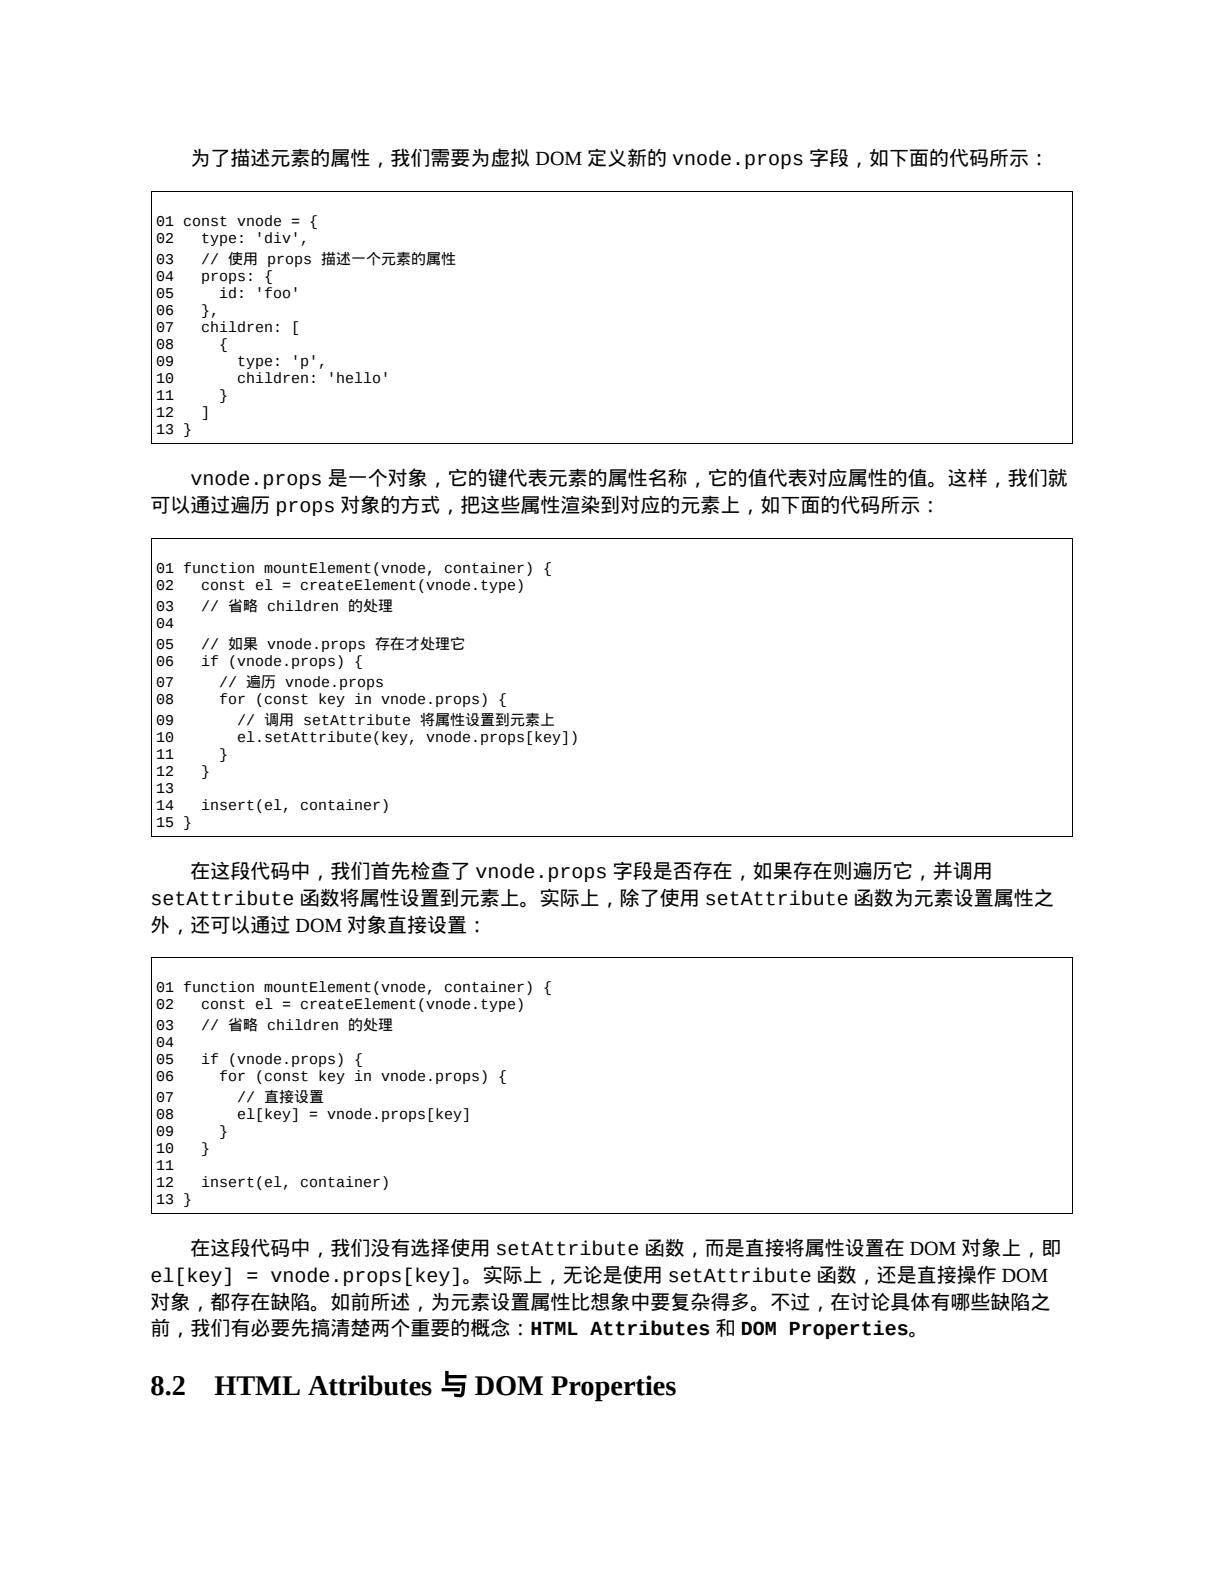 为了描述元素的属性，我们需要为虚拟 DOM 定义新的 vnode.props 字段，如下面的代码所示：
01 const vnode = {
02   type: 'div',
03   // 使用 props 描述一个元素的属性
04   props: {
05     id: 'foo'
06   },
07   children: [
08     {
09       type: 'p',
10       children: 'hello'
11     }
12   ]
13 }
vnode.props 是一个对象，它的键代表元素的属性名称，它的值代表对应属性的值。这样，我们就
可以通过遍历 props 对象的方式，把这些属性渲染到对应的元素上，如下面的代码所示：
01 function mountElement(vnode, container) {
02   const el = createElement(vnode.type)
03   // 省略 children 的处理
04
05   // 如果 vnode.props 存在才处理它
06   if (vnode.props) {
07     // 遍历 vnode.props
08     for (const key in vnode.props) {
09       // 调用 setAttribute 将属性设置到元素上
10       el.setAttribute(key, vnode.props[key])
11     }
12   }
13
14   insert(el, container)
15 }
在这段代码中，我们首先检查了 vnode.props 字段是否存在，如果存在则遍历它，并调用
setAttribute 函数将属性设置到元素上。实际上，除了使用 setAttribute 函数为元素设置属性之
外，还可以通过 DOM 对象直接设置：
01 function mountElement(vnode, container) {
02   const el = createElement(vnode.type)
03   // 省略 children 的处理
04
05   if (vnode.props) {
06     for (const key in vnode.props) {
07       // 直接设置
08       el[key] = vnode.props[key]
09     }
10   }
11
12   insert(el, container)
13 }
在这段代码中，我们没有选择使用 setAttribute 函数，而是直接将属性设置在 DOM 对象上，即
el[key] = vnode.props[key]。实际上，无论是使用 setAttribute 函数，还是直接操作 DOM
对象，都存在缺陷。如前所述，为元素设置属性比想象中要复杂得多。不过，在讨论具体有哪些缺陷之
前，我们有必要先搞清楚两个重要的概念：HTML Attributes 和 DOM Properties。
8.2 HTML Attributes 与 DOM Properties